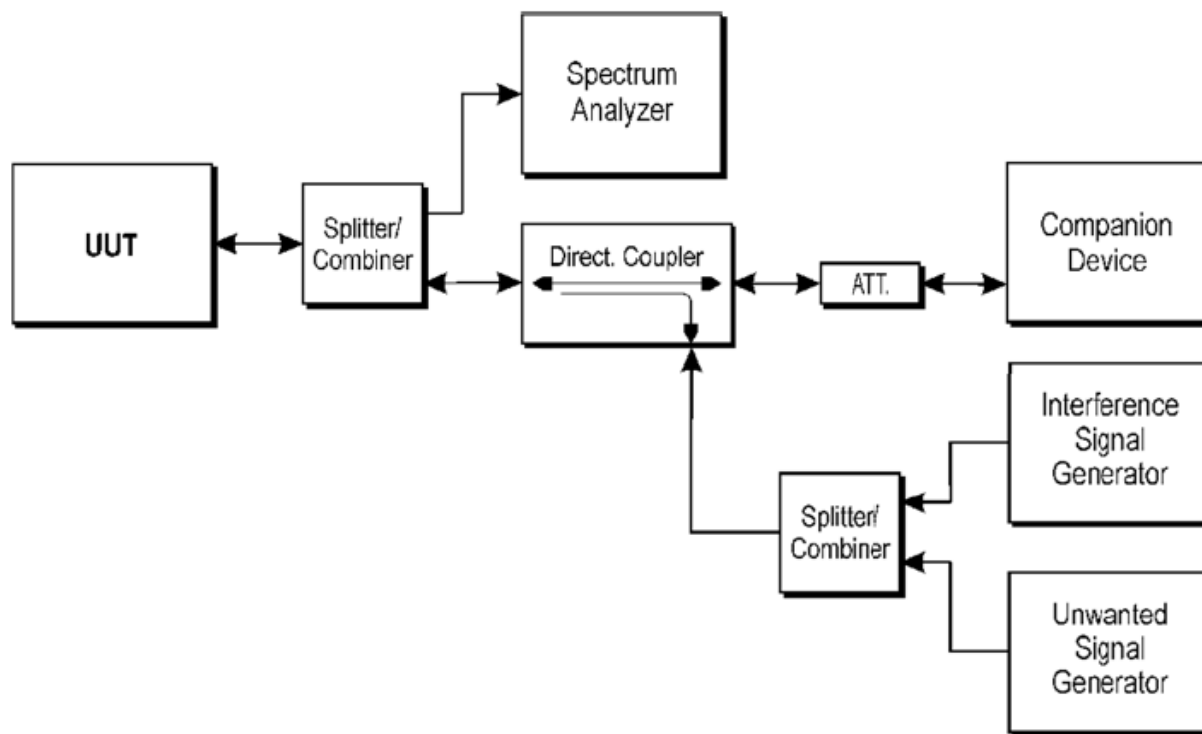 Spectrum
Analyzer
UUT
Splitter/
Combiner
Direct. Coupler
ATT.
Companion
Device
Interference
Signal
Generator
Splitter/
Combiner
Unwanted
Signal
Generator